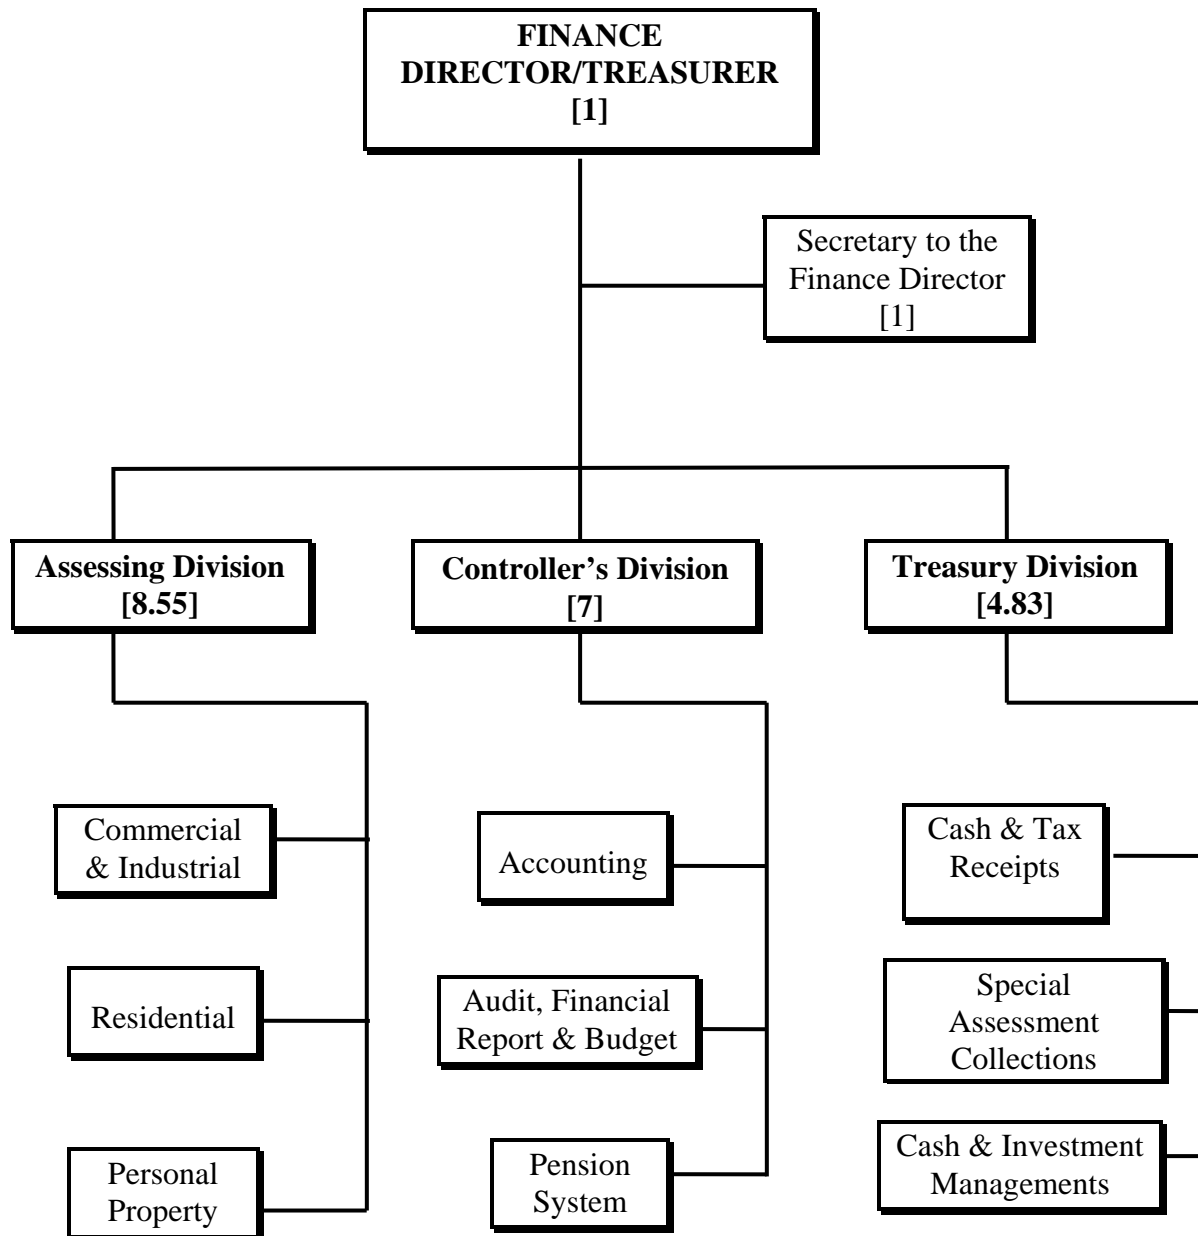 FINANCE
DIRECTOR/TREASURER
[1]
Secretary to the
Finance Director
[1]
Assessing Division
[8.55]
Controller’s Division
[7]
Treasury Division
[4.83]
Commercial
& Industrial
Residential
Personal
Property
Accounting
Audit, Financial
Report & Budget
Pension
System
Cash & Tax
Receipts
Special
Assessment
Collections
Cash & Investment
Managements